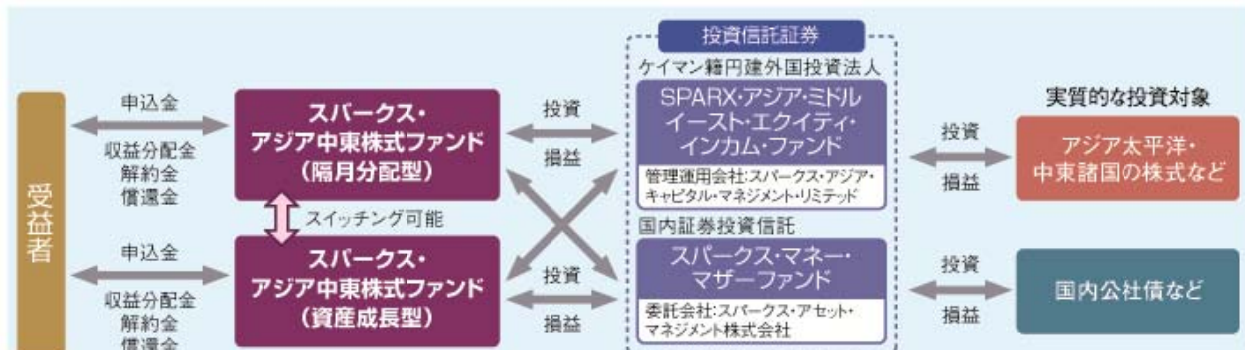 受益者
申込金
収益分配金
解約金
償還金
スパークス・
アジア中東株式ファンド
(隔月分配型)
スイッチング可能
申込金
収益分配金
解約金
償還金
スパークス・
アジア中東株式ファンド
(資産成長型)
投資
損益
投資
損益
投資信託証券
ケイマン籍円建外国投資法人
SPARX・アジア・ミドル
イースト・エクイティ・
インカム・ファンド
管理運用会社:スパークス・アジア・
キャピタル・マネジメント・リミテッド
国内証券投資信託
スパークス・マネー・
マザーファンド
委託会社:スパークス・アセット・
マネジメント株式会社
投資
損益
投資
損益
実質的な投資対象
アジア太平洋・
中東諸国の株式など
国内公社債など